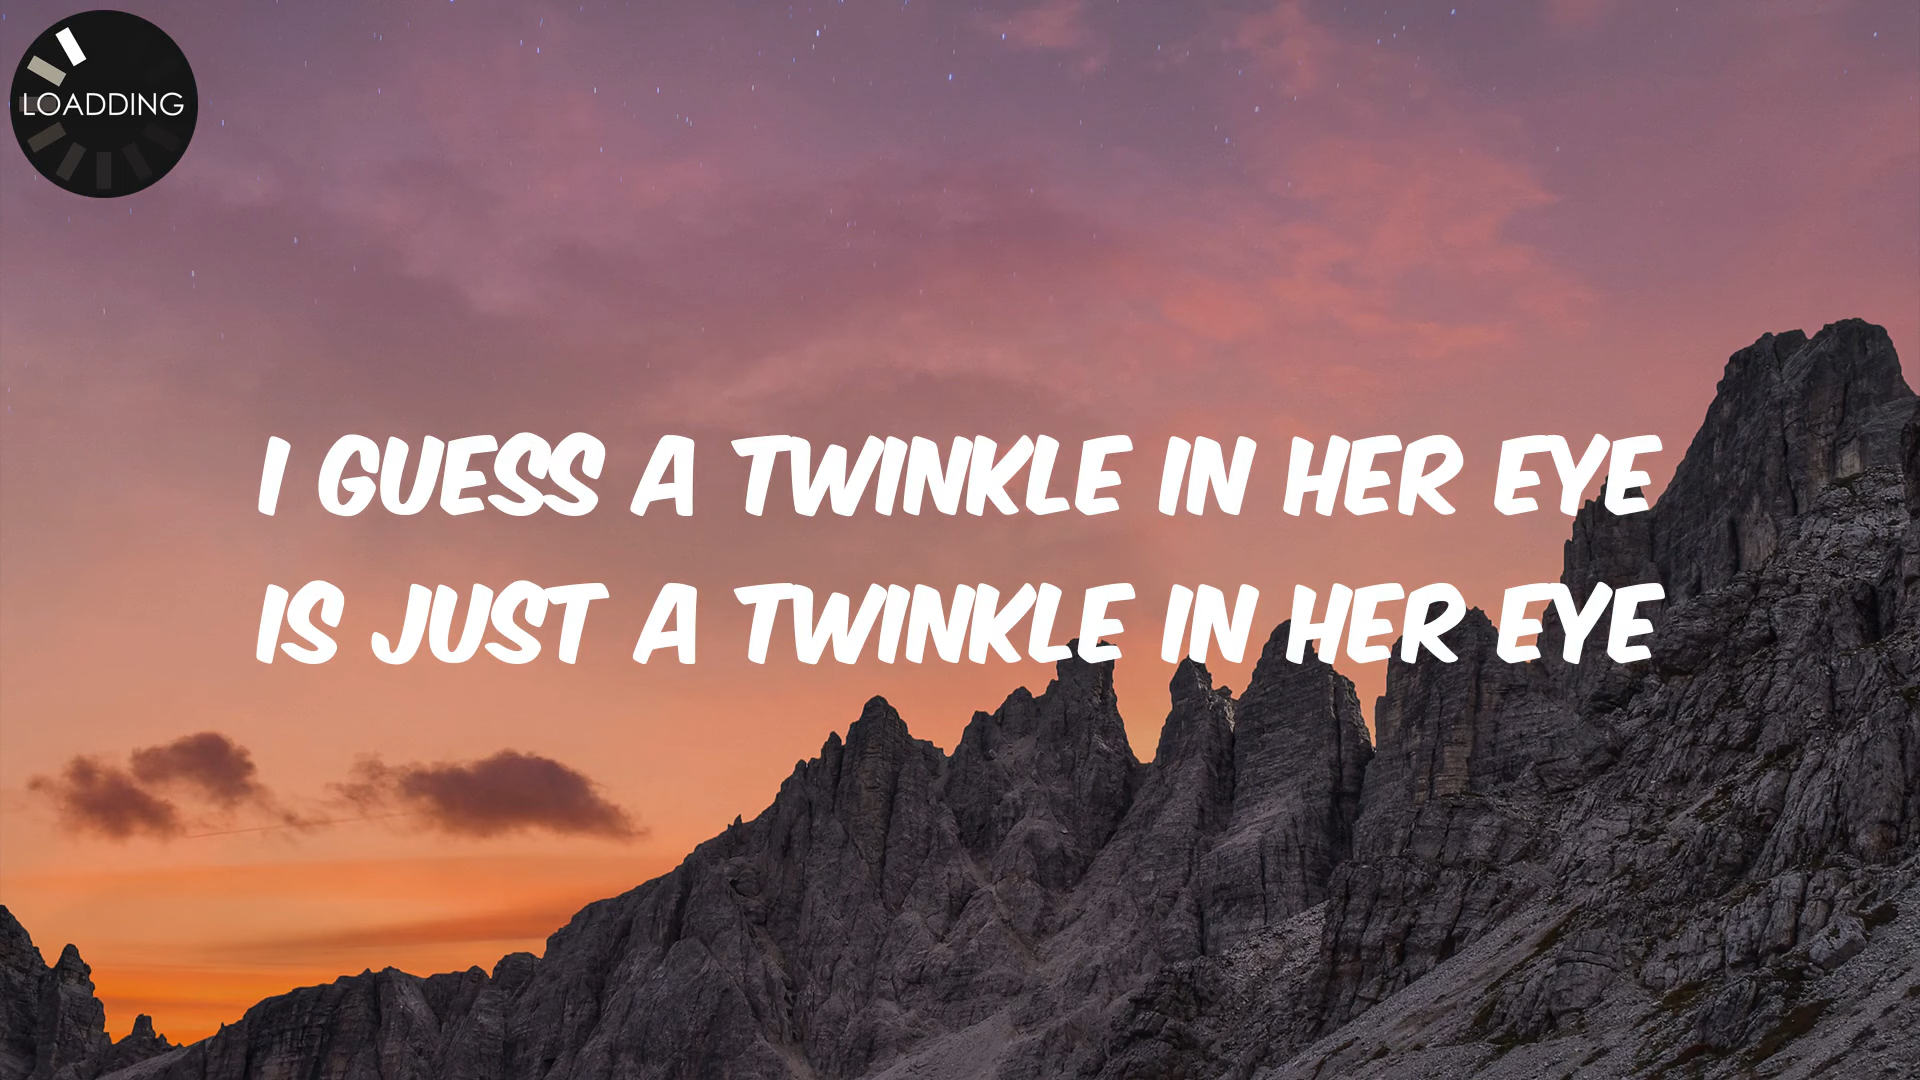 LOADDING
I GUESS A TWINKLE IN HER EYE
IS JUST A TWINKLE IN HER EYE